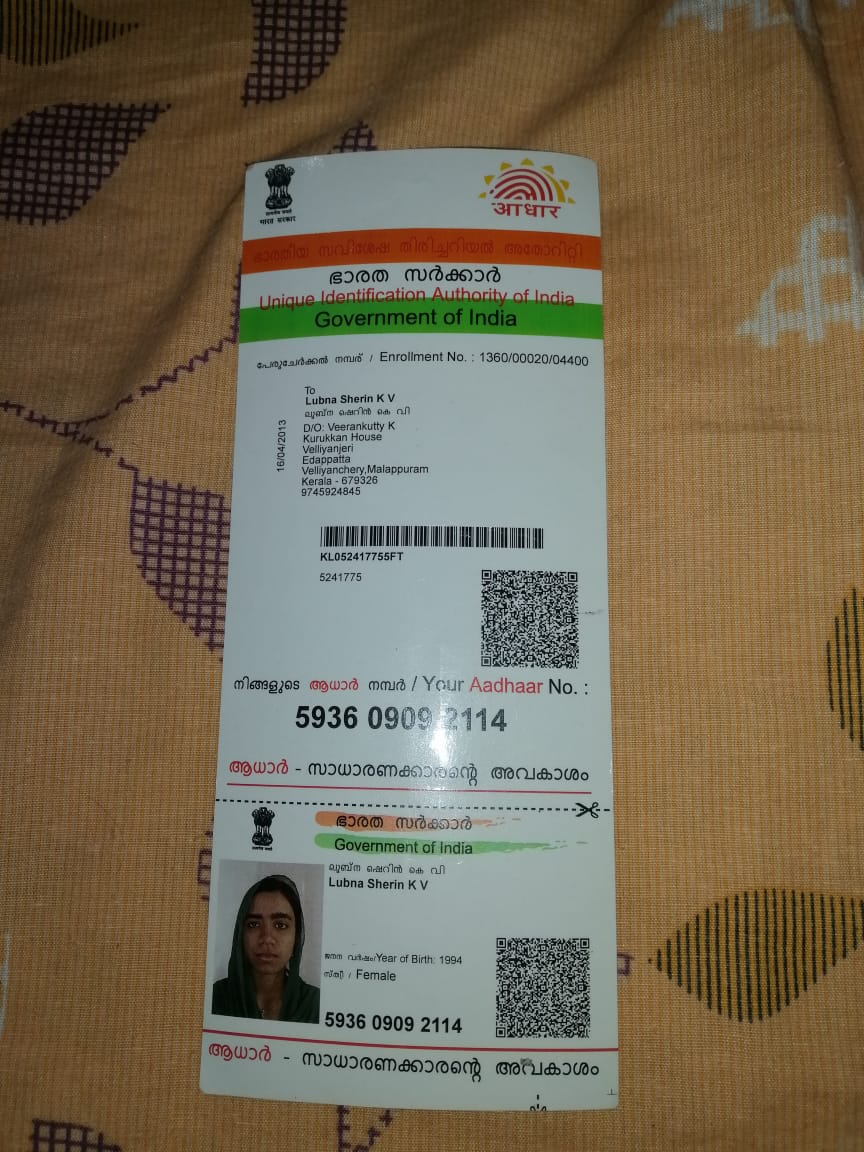 सत्यमेव जयते
भारत सरकार
आधार
ഭാരതീയ സവിശേഷ തിരിച്ചറിയൽ അതോറിറ്റി
ഭാരത സർക്കാർ
Unique Identification Authority of India
Government of India
പേരുചേർക്കൽ നമ്പര് / Enrollment No. : 1360/00020/04400
16/04/2013
To
Lubna Sherin K V
ലുബ്ന ഷെറിൻ കെ വി
D/O: Veerankutty K
Kurukkan House
Velliyanjeri
Edappatta
Velliyanchery,Malappuram
Kerala - 679326
9745924845
KL052417755FT
5241775
നിങ്ങളുടെ ആധാർ നമ്പർ / Your Aadhaar No. :
5936 0909 2114
ആധാർ - സാധാരണക്കാരന്റെ അവകാശം
ഭാരത സർക്കാർ
Government of India
ലുബ്ന ഷെറിൻ കെ വി
Lubna Sherin K V
ജനന വർഷം/Year of Birth: 1994
സ്ത്രീ / Female
5936 0909 2114
ആധാർ - സാധാരണക്കാരന്റെ അവകാശം